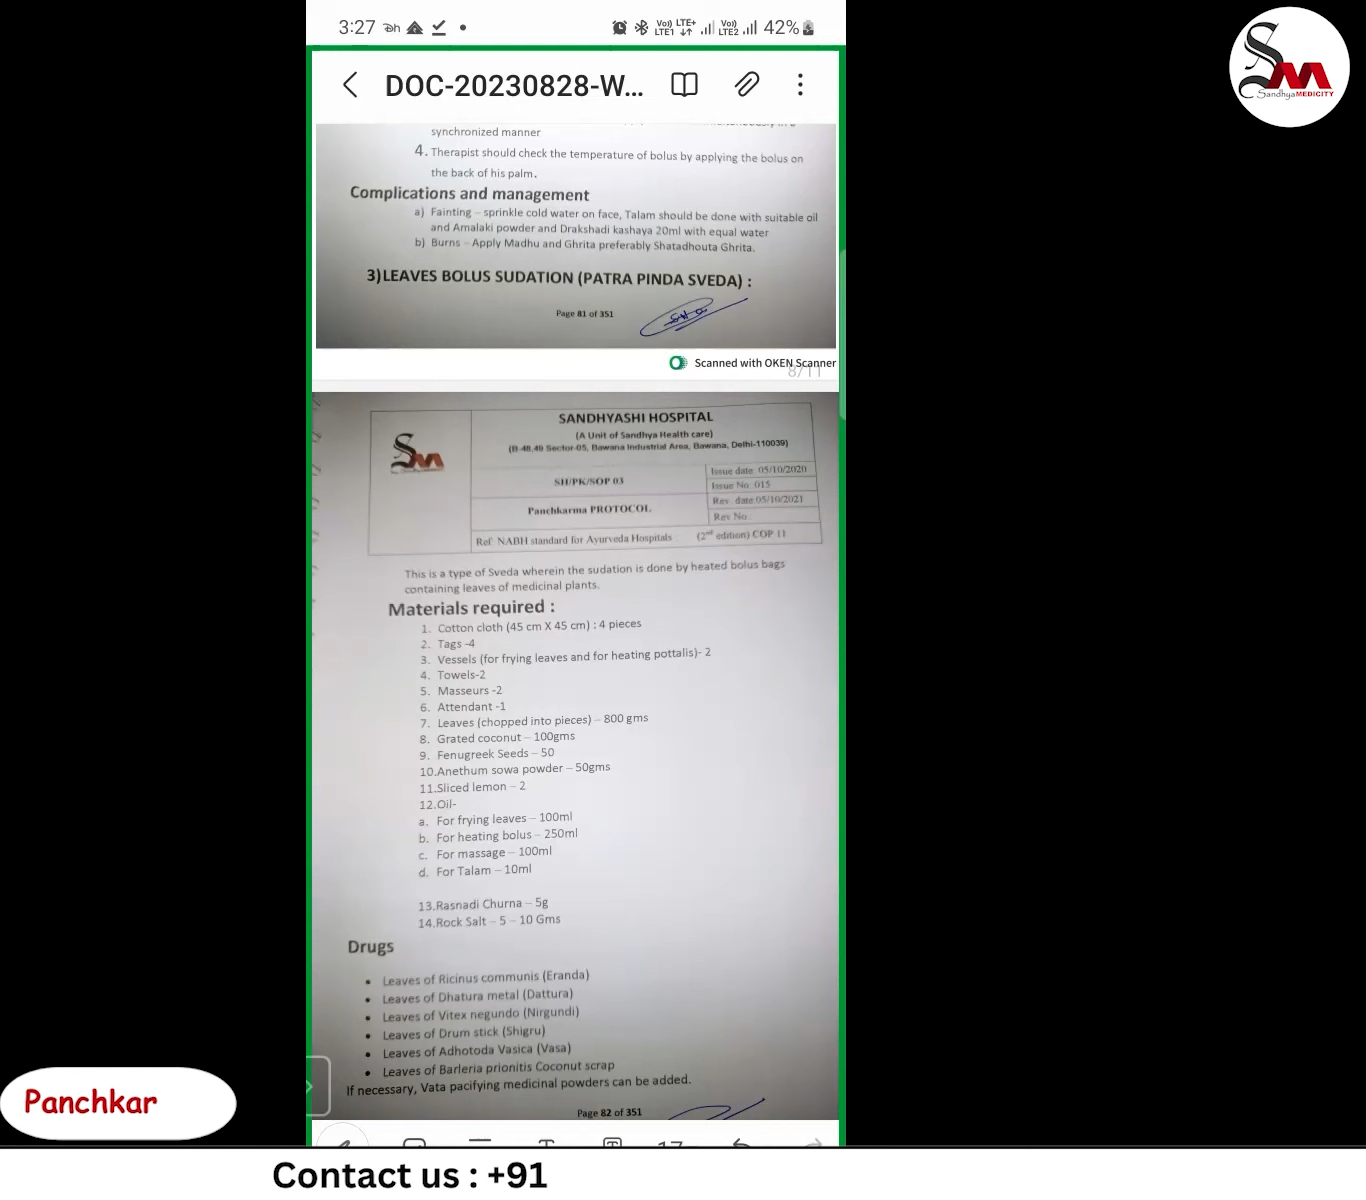 3:27
Vo)) LTE+
LTE1
Vo))
LTE2
42%
Sandhya MEDICITY
DOC-20230828-W...
synchronized manner
4. Therapist should check the temperature of bolus by applying the bolus on
the back of his palm.
Complications and management
a) Fainting – sprinkle cold water on face, Talam should be done with suitable oil
and Amalaki powder and Drakshadi kashaya 20ml with equal water
b) Burns – Apply Madhu and Ghrita preferably Shatadhouta Ghrita.
3)LEAVES BOLUS SUDATION (PATRA PINDA SVEDA) :
Page 81 of 351
Scanned with OKEN Scanner
8/11
SANDHYASHI HOSPITAL
(A Unit of Sandhya Health care)
(B-48,49 Sector-05, Bawana Industrial Area, Bawana, Delhi-110039)
SH/PK/SOP 03
Issue date: 05/10/2020
Issue No :015
Panchkarma PROTOCOL
Rev. date:05/10/2021
Rev No
Ref: NABH standard for Ayurveda Hospitals (2nd edition) COP 11
This is a type of Sveda wherein the sudation is done by heated bolus bags
containing leaves of medicinal plants.
Materials required :
1. Cotton cloth (45 cm X 45 cm) : 4 pieces
2. Tags -4
3. Vessels (for frying leaves and for heating pottalis)- 2
4. Towels-2
5. Masseurs -2
6. Attendant -1
7. Leaves (chopped into pieces) – 800 gms
8. Grated coconut – 100gms
9. Fenugreek Seeds – 50
10.Anethum sowa powder – 50gms
11.Sliced lemon – 2
12.Oil-
a. For frying leaves – 100ml
b. For heating bolus – 250ml
c. For massage – 100ml
d. For Talam – 10ml
13.Rasnadi Churna – 5g
14.Rock Salt – 5 – 10 Gms
Drugs
• Leaves of Ricinus communis (Eranda)
• Leaves of Dhatura metal (Dattura)
• Leaves of Vitex negundo (Nirgundi)
• Leaves of Drum stick (Shigru)
• Leaves of Adhotoda Vasica (Vasa)
• Leaves of Barleria prionitis Coconut scrap
If necessary, Vata pacifying medicinal powders can be added.
Page 82 of 351
Panchkar
Contact us : +91